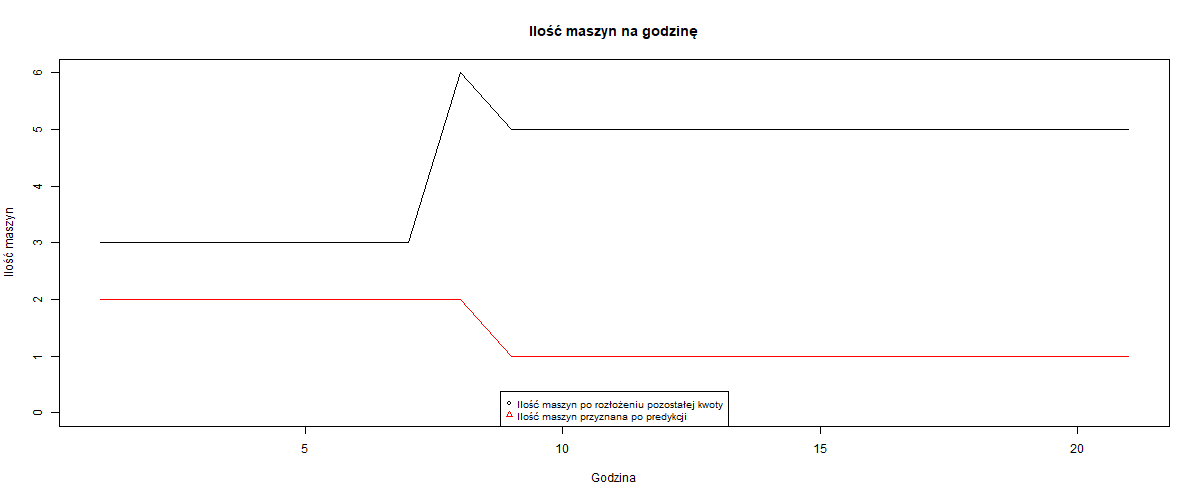 Ilość maszyn na godzinę
Ilość maszyn
6
5
4
3
2
1
0
Ilość maszyn po rozłożeniu pozostałej kwoty
Ilość maszyn przyznana po predykcji
5 10 15 20
Godzina